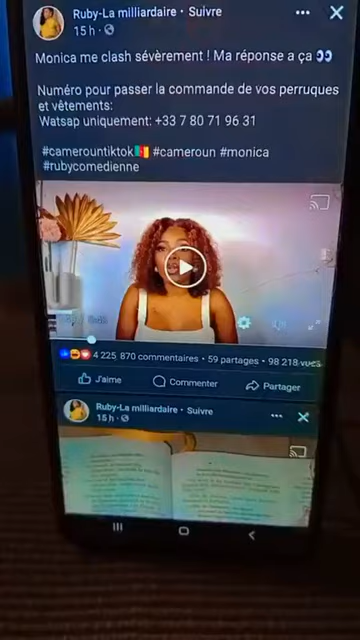 Ruby-La milliardaire • Suivre
15 h •
Monica me clash sévèrement ! Ma réponse a ça 👀
Numéro pour passer la commande de vos perruques
et vêtements:
Watsap uniquement: +33 7 80 71 96 31
#camerountiktok🇨🇲 #cameroun #monica
#rubycomedienne
4 225 870 commentaires • 59 partages • 98 218 vues
J'aime
Commenter
Partager
Ruby-La milliardaire • Suivre
15 h •